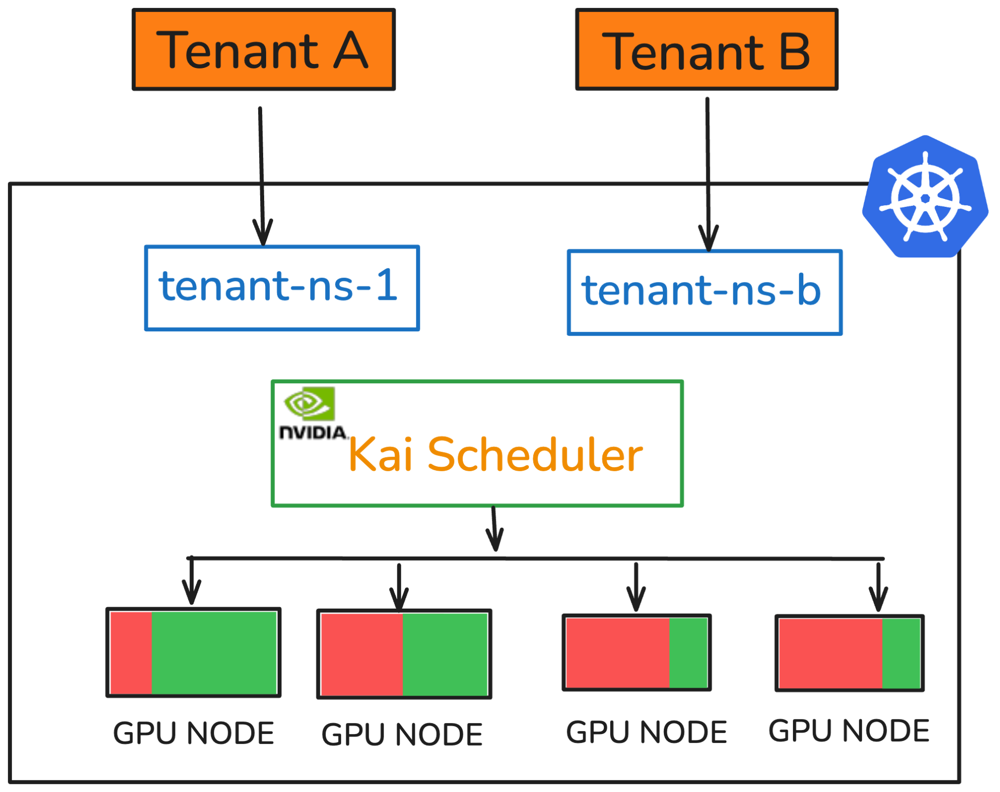 Tenant A
Tenant B
tenant-ns-1
tenant-ns-b
NVIDIA.
Kai Scheduler
GPU NODE
GPU NODE
GPU NODE
GPU NODE